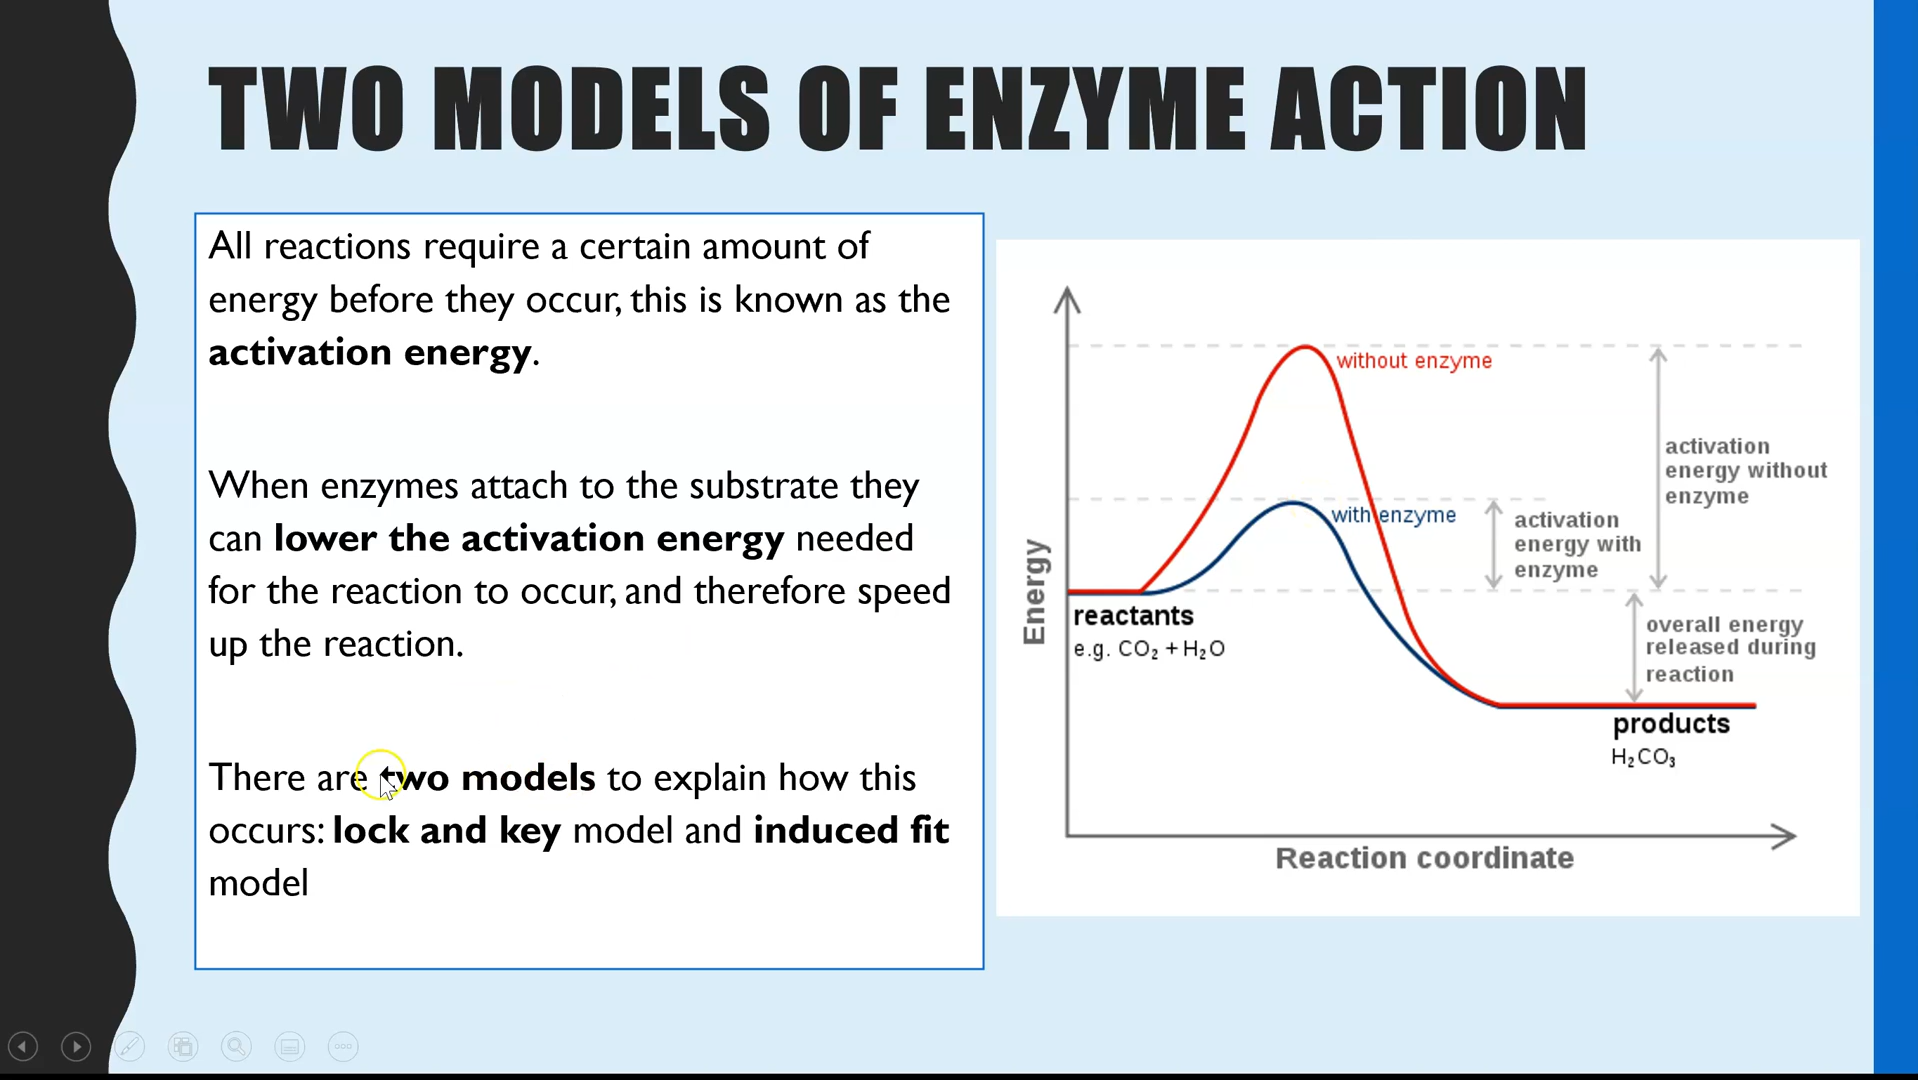 TWO MODELS OF ENZYME ACTION
All reactions require a certain amount of
energy before they occur, this is known as the
activation energy.
When enzymes attach to the substrate they
can lower the activation energy needed
for the reaction to occur, and therefore speed
up the reaction.
There are two models to explain how this
occurs: lock and key model and induced fit
model
without enzyme
activation
energy without
enzyme
with enzyme
activation
energy with
enzyme
Energy
reactants
e.g. CO₂ + H₂O
overall energy
released during
reaction
products
H₂CO₃
Reaction coordinate